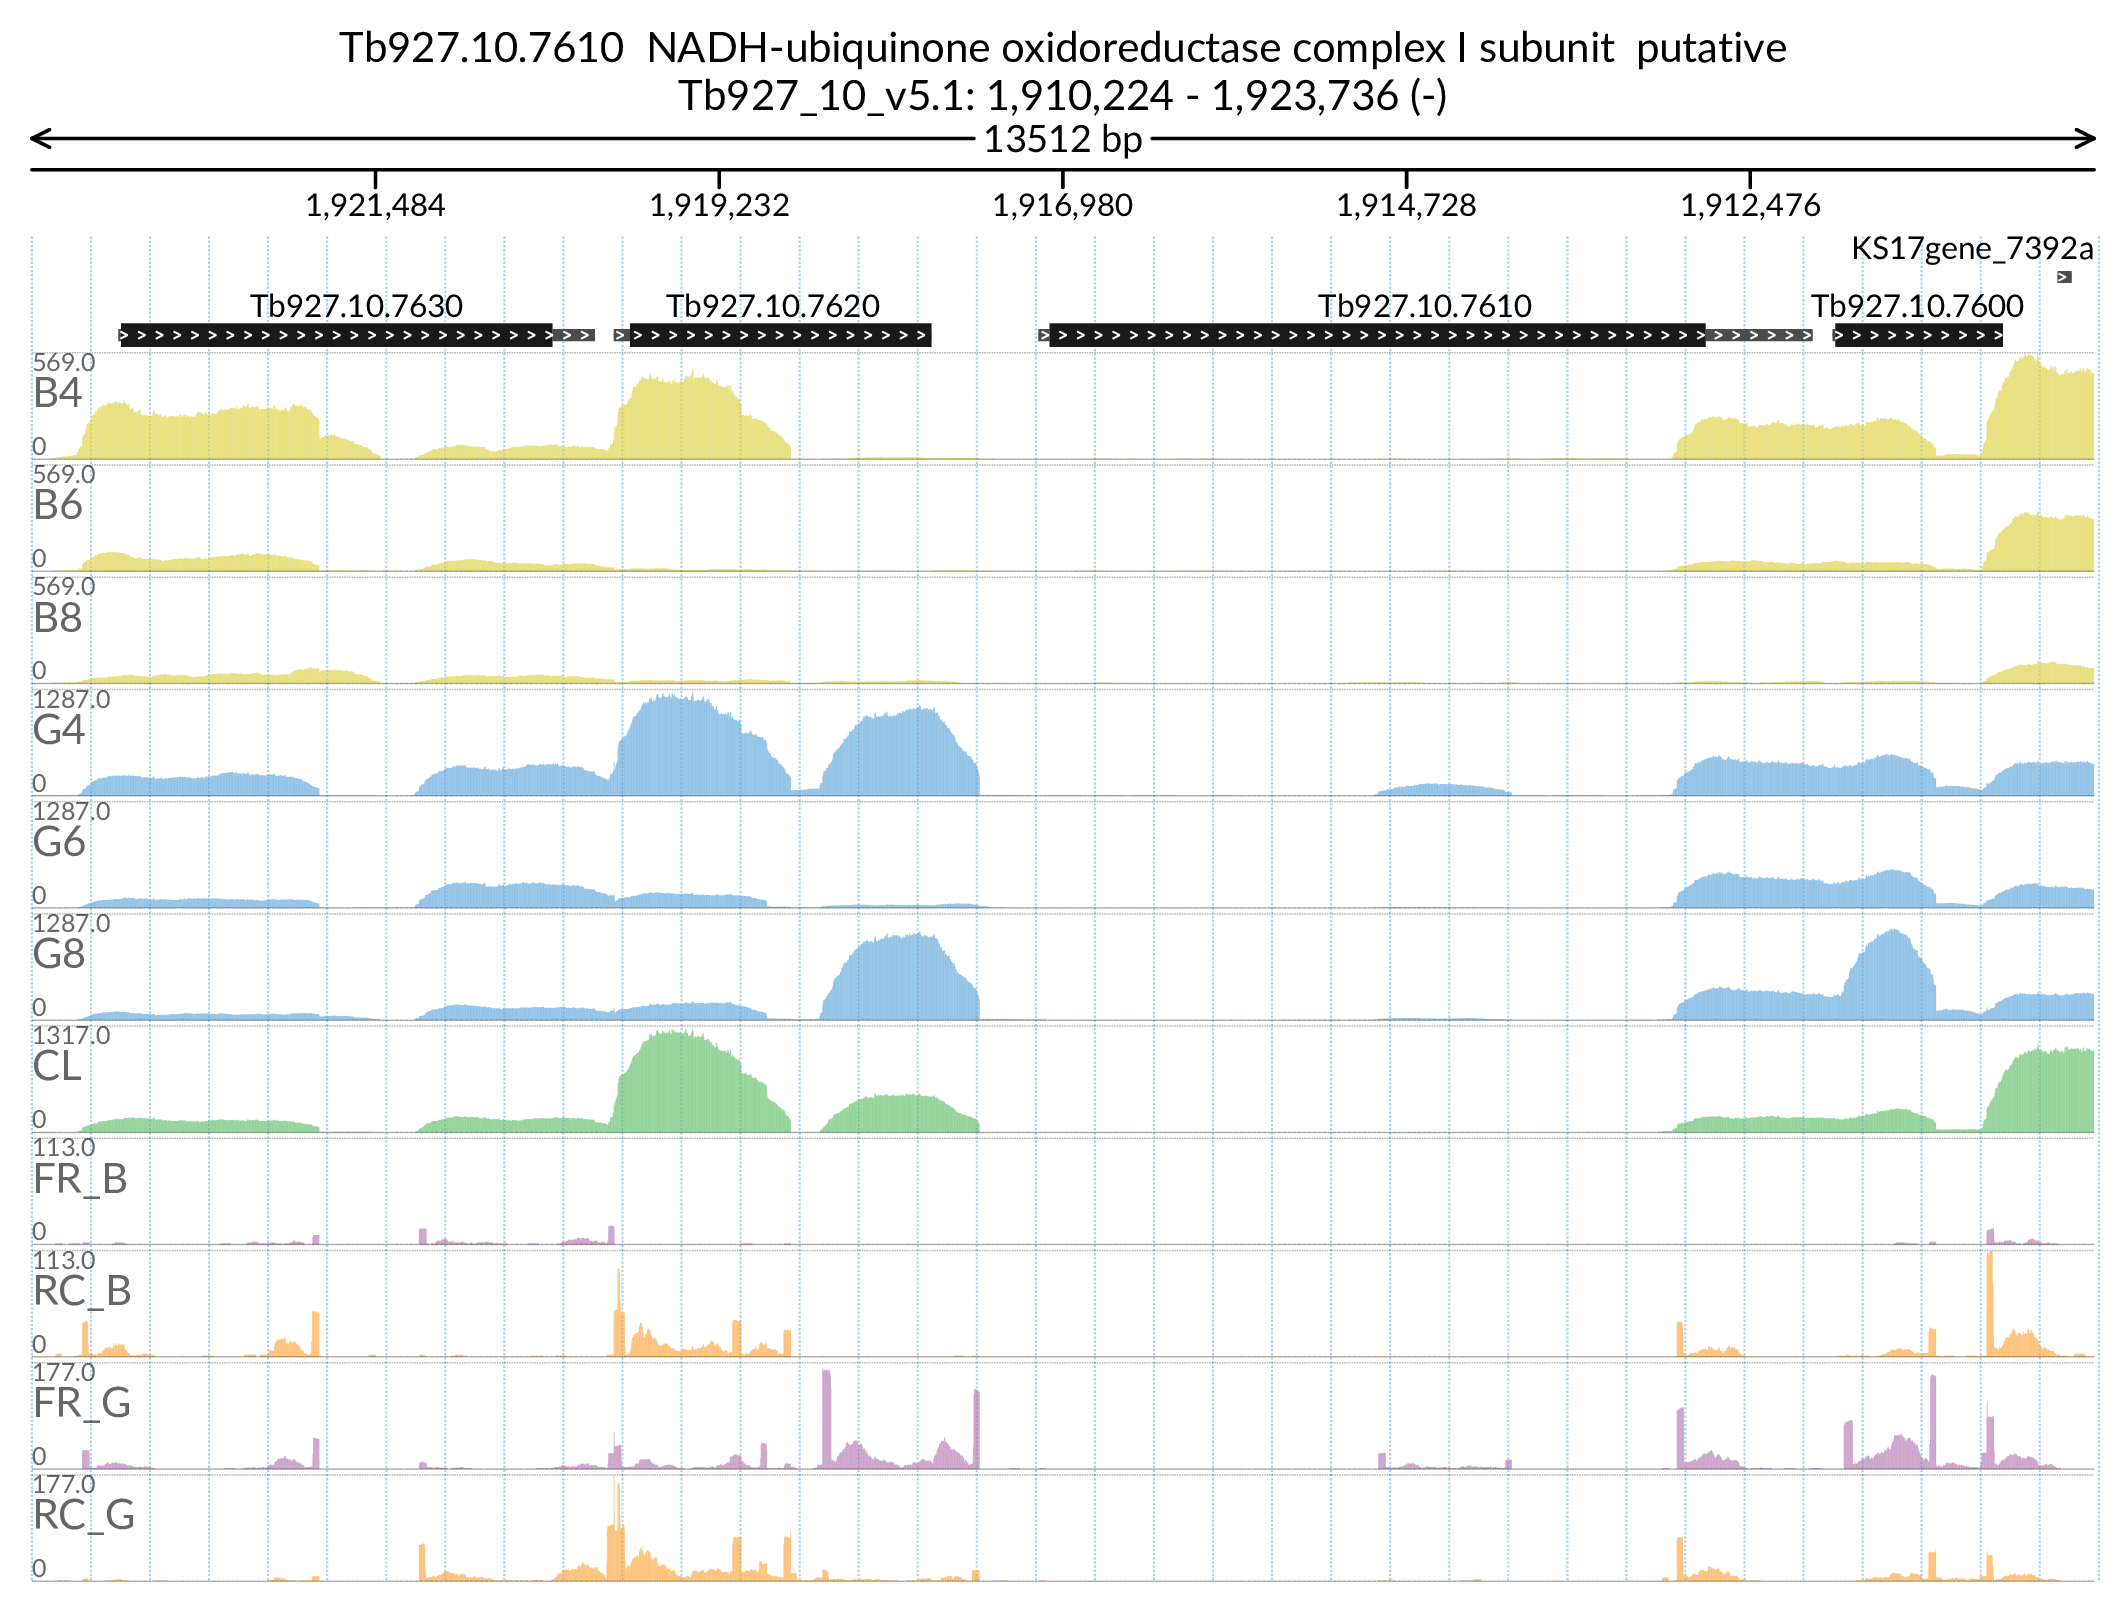 Tb927.10.7610 NADH-ubiquinone oxidoreductase complex I subunit putative
Tb927_10_v5.1: 1,910,224 - 1,923,736 (-)
13512 bp
1,921,484 1,919,232 1,916,980 1,914,728 1,912,476
KS17gene_7392a
Tb927.10.7630 Tb927.10.7620 Tb927.10.7610 Tb927.10.7600
569.0
B4
0
569.0
B6
0
569.0
B8
0
1287.0
G4
0
1287.0
G6
0
1287.0
G8
0
1317.0
CL
0
113.0
FR_B
0
113.0
RC_B
0
177.0
FR_G
0
177.0
RC_G
0